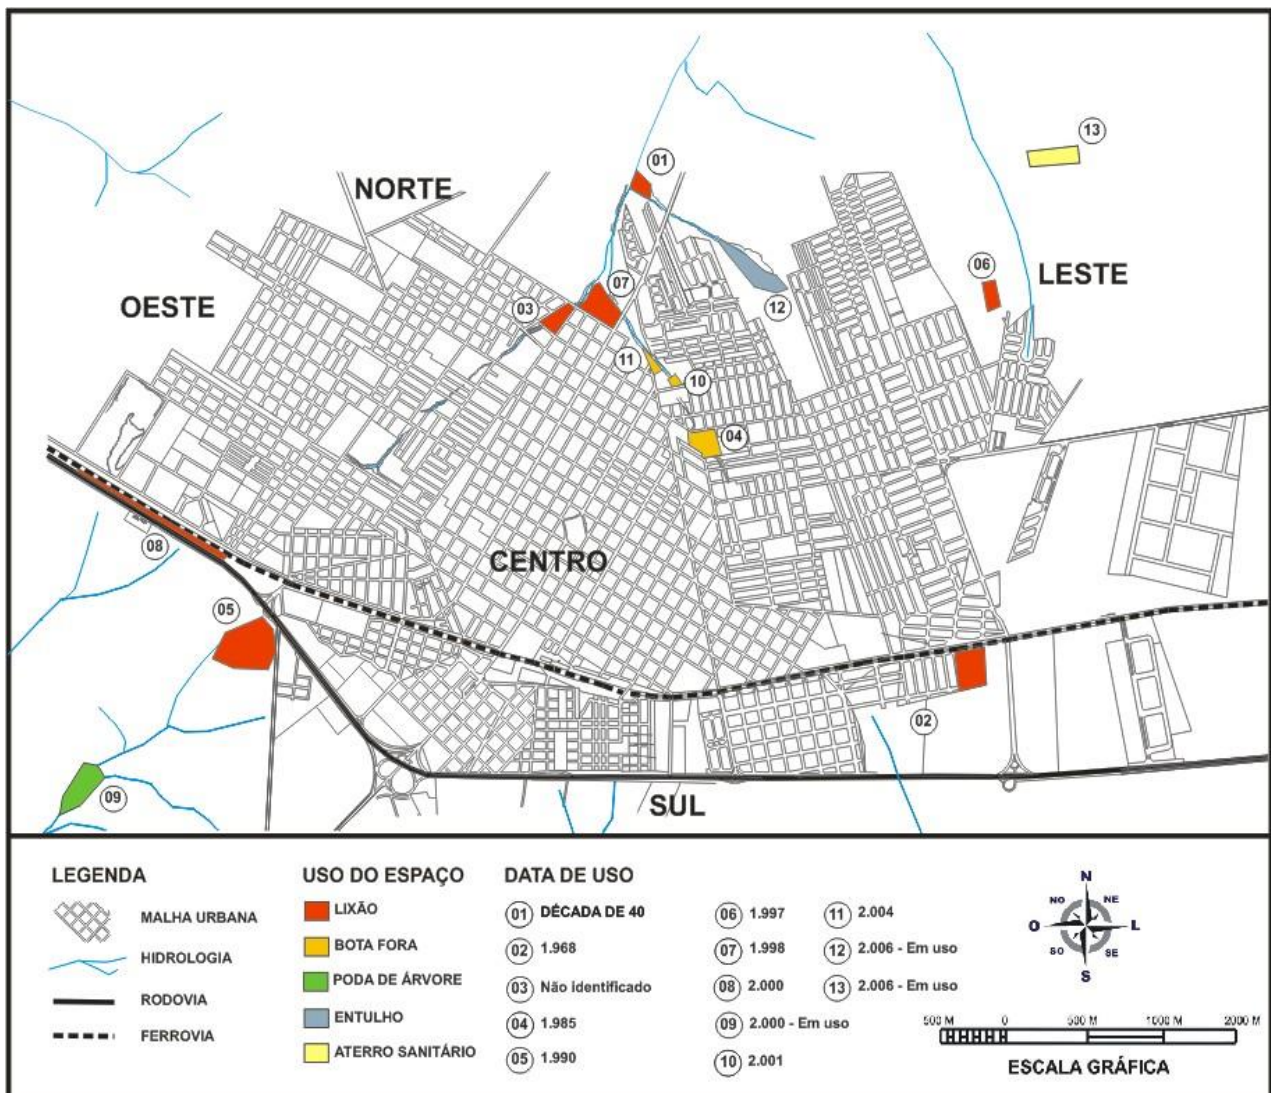 13
01
NORTE
06
LESTE
07
OESTE
03
12
11
10
04
08
CENTRO
05
02
09
SUL
LEGENDA
MALHA URBANA
HIDROLOGIA
RODOVIA
FERROVIA
USO DO ESPAÇO
LIXÃO
BOTA FORA
PODA DE ÁRVORE
ENTULHO
ATERRO SANITÁRIO
DATA DE USO
01 DÉCADA DE 40
02 1.968
03 Não identificado
04 1.985
05 1.990
06 1.997
07 1.998
08 2.000
09 2.000 - Em uso
10 2.001
11 2.004
12 2.006 - Em uso
13 2.006 - Em uso
N
NO NE
O L
SO SE
S
500 M 0 500 M 1000 M 2000 M
ESCALA GRÁFICA